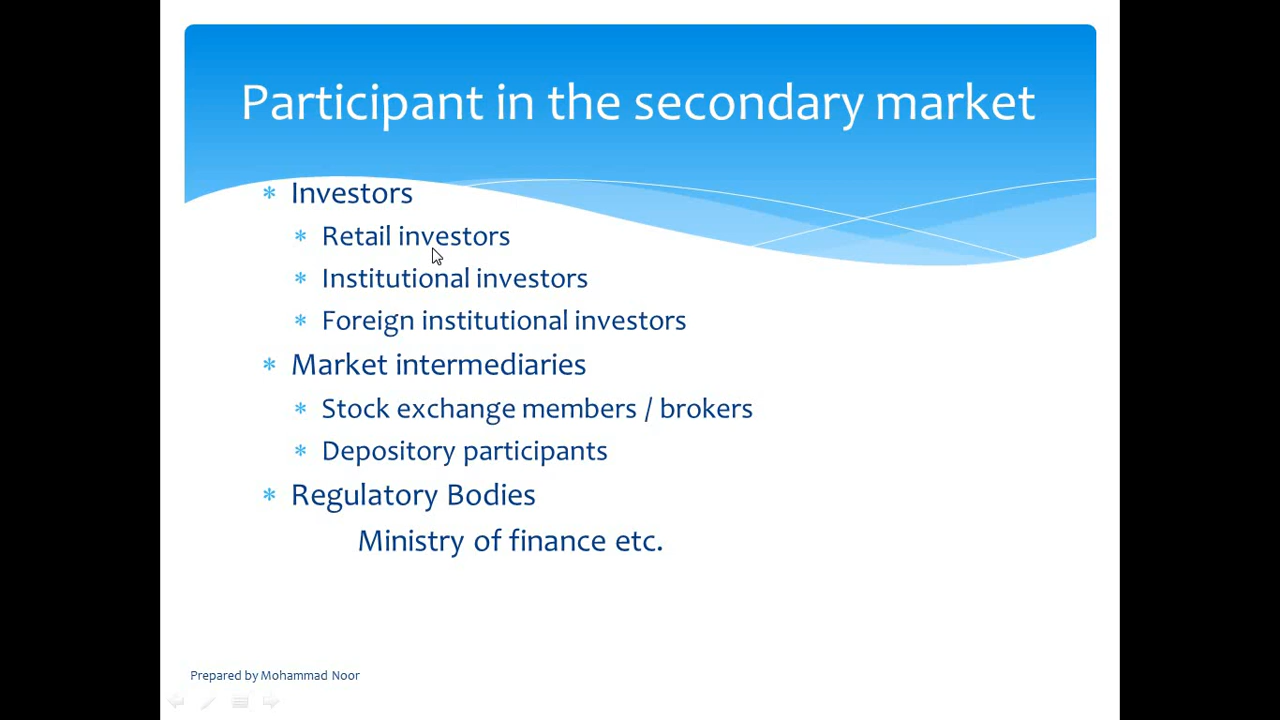 Participant in the secondary market
* Investors
* Retail investors
* Institutional investors
* Foreign institutional investors
* Market intermediaries
* Stock exchange members / brokers
* Depository participants
* Regulatory Bodies
Ministry of finance etc.
Prepared by Mohammad Noor